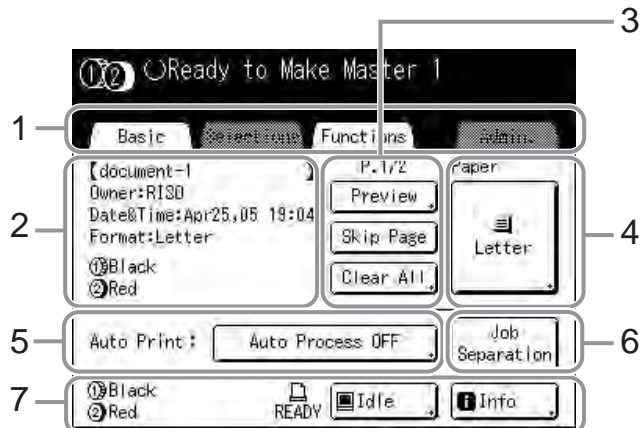 3
①② Ready to Make Master 1
1
Basic Selections Functions Admin.
2
【document-1 】
Owner:RISO
Date&Time:Apr25,05 19:04
Format:Letter
①Black
②Red
P.1/2
Preview
Skip Page
Clear All
Paper
Letter
4
5
Auto Print: Auto Process OFF
Job
Separation
6
7
①Black
②Red
READY
Idle
Info